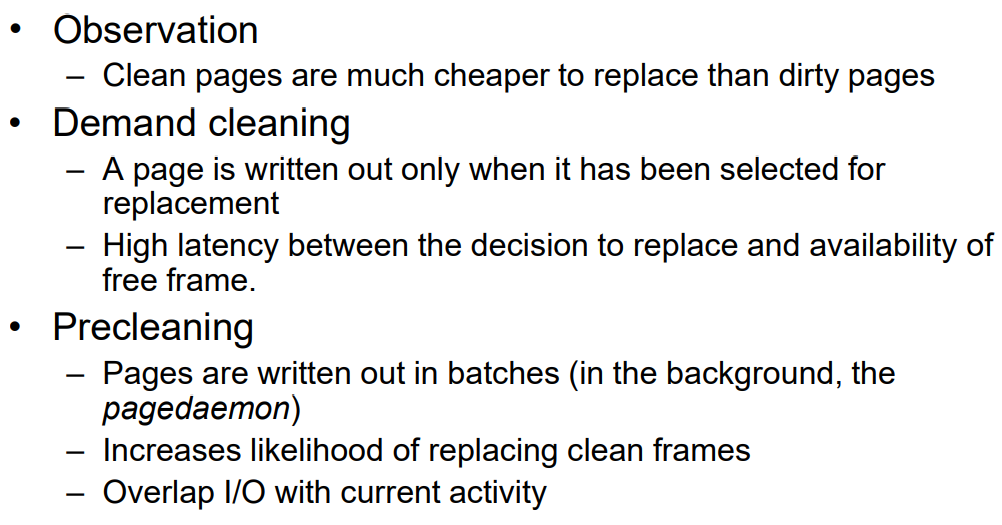 • Observation
– Clean pages are much cheaper to replace than dirty pages
• Demand cleaning
– A page is written out only when it has been selected for
replacement
– High latency between the decision to replace and availability of
free frame.
• Precleaning
– Pages are written out in batches (in the background, the
pagedaemon)
– Increases likelihood of replacing clean frames
– Overlap I/O with current activity